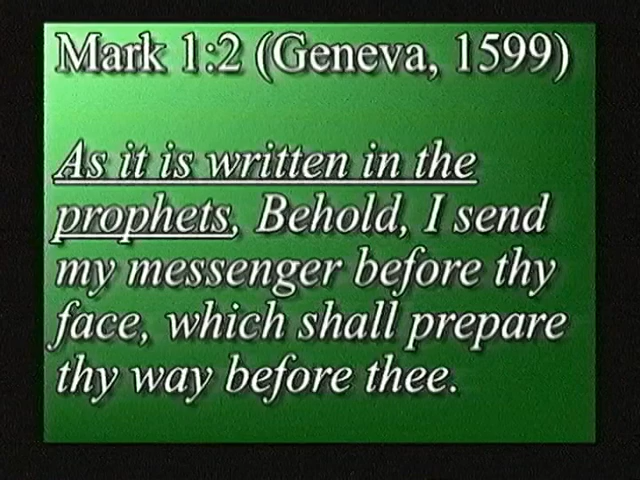 Mark 1:2 (Geneva, 1599)
As it is written in the
prophets, Behold, I send
my messenger before thy
face, which shall prepare
thy way before thee.